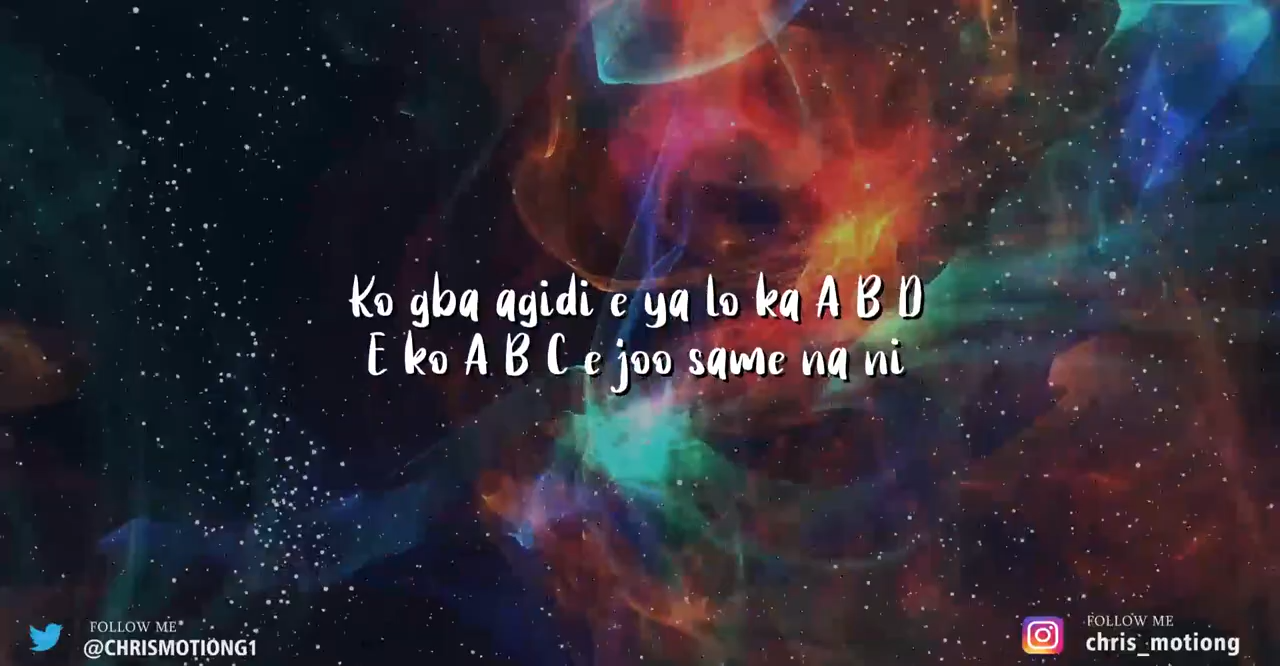 Ko gba agidi e ya lo ka A B D
E ko A B C e joo same na ni
FOLLOW ME
@CHRISMOTIONG1
FOLLOW ME
chris_motiong